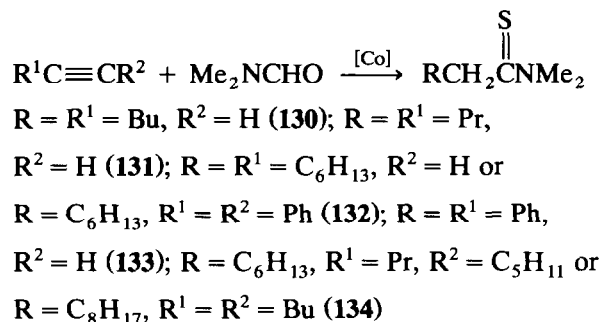 S
[Co]
R¹C≡CR² + Me₂NCHO ⟶ RCH₂CNMe₂
R = R¹ = Bu, R² = H (130); R = R¹ = Pr,
R² = H (131); R = R¹ = C₆H₁₃, R² = H or
R = C₆H₁₃, R¹ = R² = Ph (132); R = R¹ = Ph,
R² = H (133); R = C₆H₁₃, R¹ = Pr, R² = C₅H₁₁ or
R = C₈H₁₇, R¹ = R² = Bu (134)